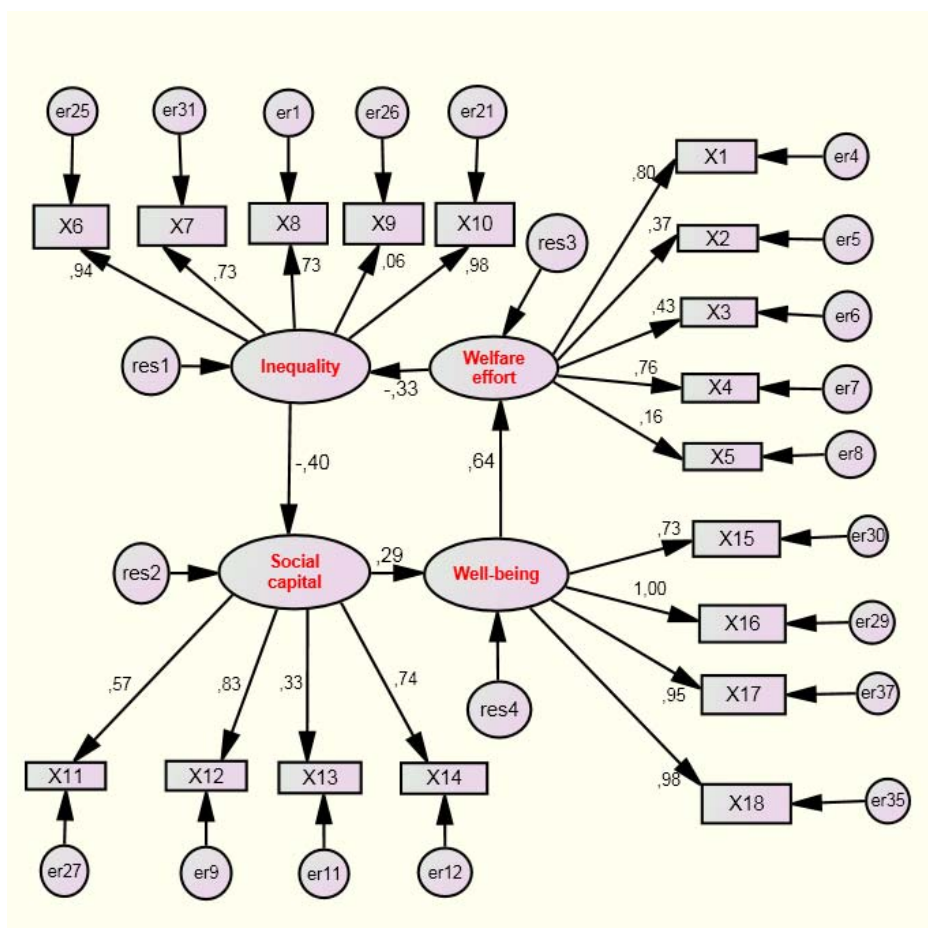 er25
er31
er1
er26
er21
X6
X7
X8
X9
X10
,94
,73
,73
,06
,98
res1
Inequality
-,33
res3
Welfare
effort
,80
,37
,43
,76
,16
X1
er4
X2
er5
X3
er6
X4
er7
X5
er8
-,40
,64
res2
Social
capital
,29
Well-being
res4
,73
1,00
,95
,98
X15
er30
X16
er29
X17
er37
X18
er35
,57
,83
,33
,74
X11
X12
X13
X14
er27
er9
er11
er12